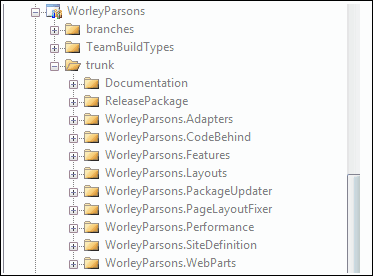 WorleyParsons
branches
TeamBuildTypes
trunk
Documentation
ReleasePackage
WorleyParsons.Adapters
WorleyParsons.CodeBehind
WorleyParsons.Features
WorleyParsons.Layouts
WorleyParsons.PackageUpdater
WorleyParsons.PageLayoutFixer
WorleyParsons.Performance
WorleyParsons.SiteDefinition
WorleyParsons.WebParts